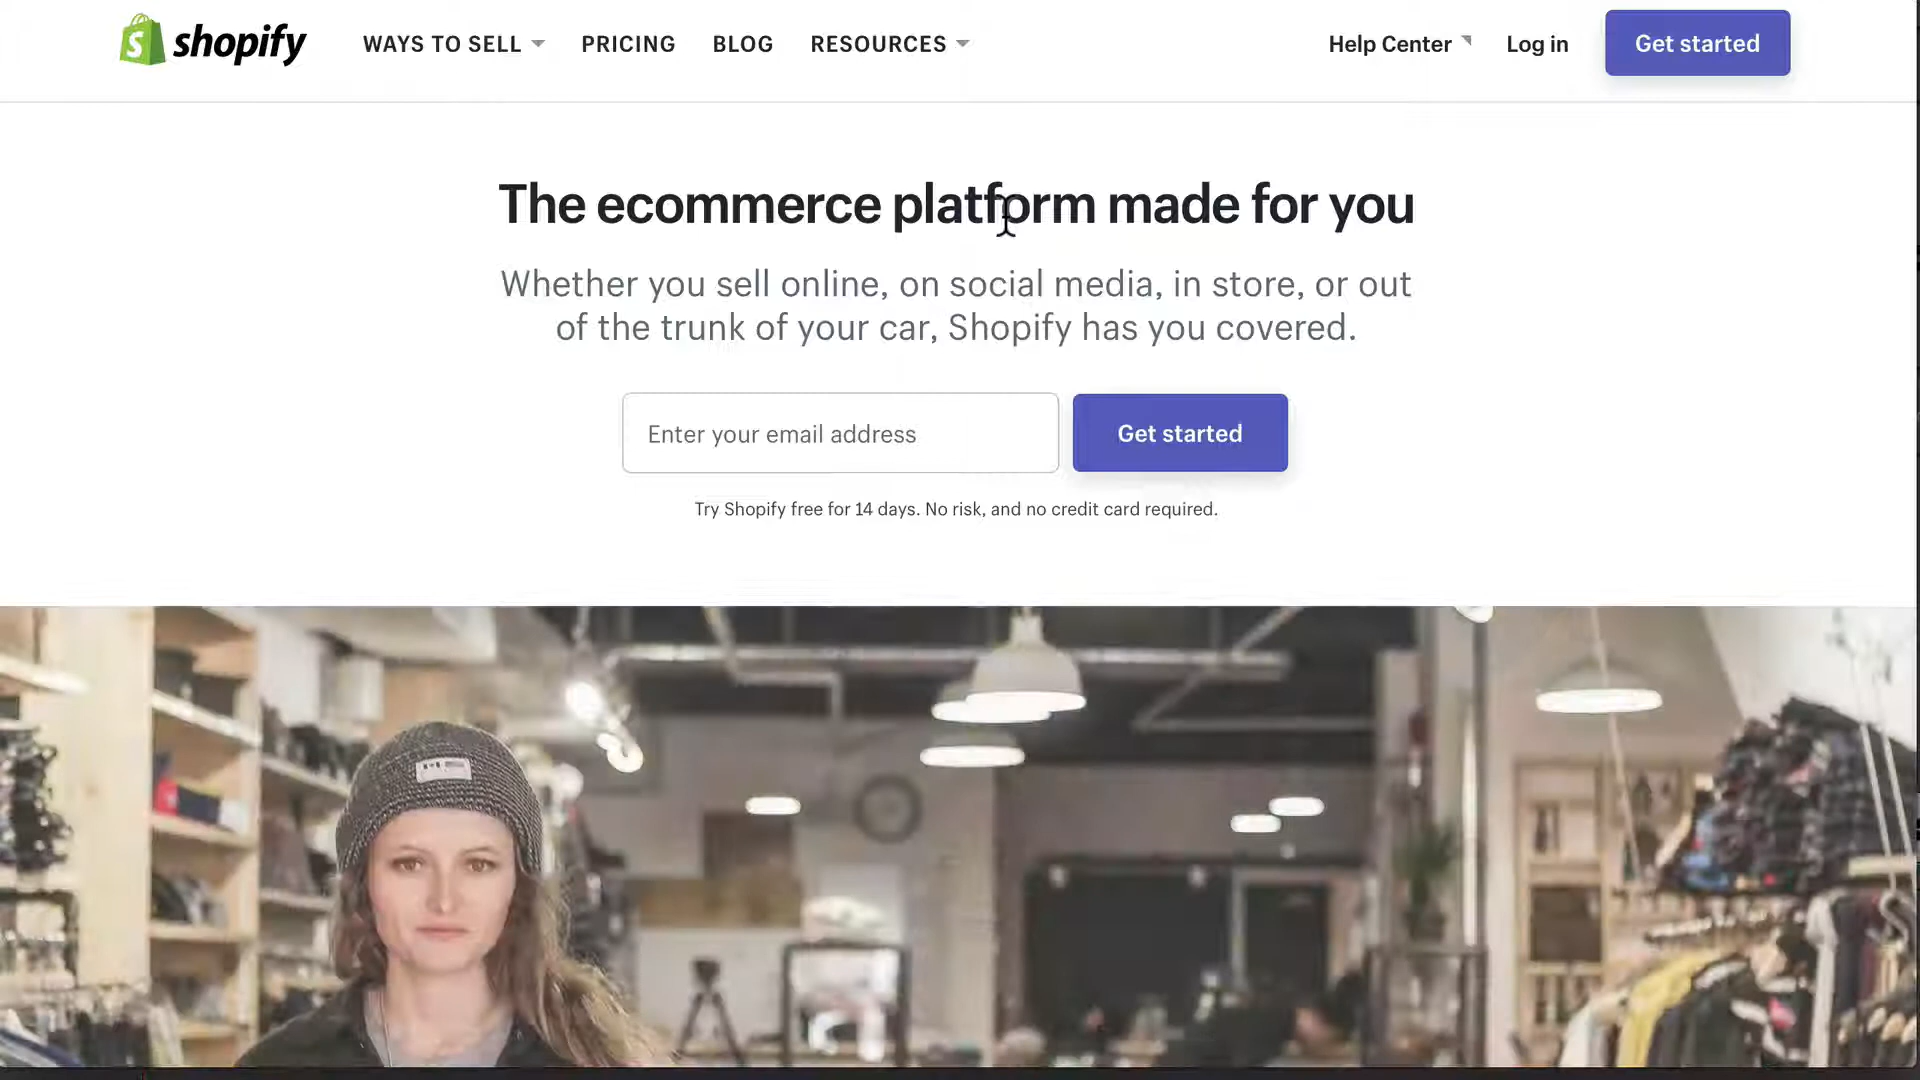 shopify
WAYS TO SELL
PRICING
BLOG
RESOURCES
Help Center
Log in
Get started
The ecommerce platform made for you
Whether you sell online, on social media, in store, or out
of the trunk of your car, Shopify has you covered.
Enter your email address
Get started
Try Shopify free for 14 days. No risk, and no credit card required.